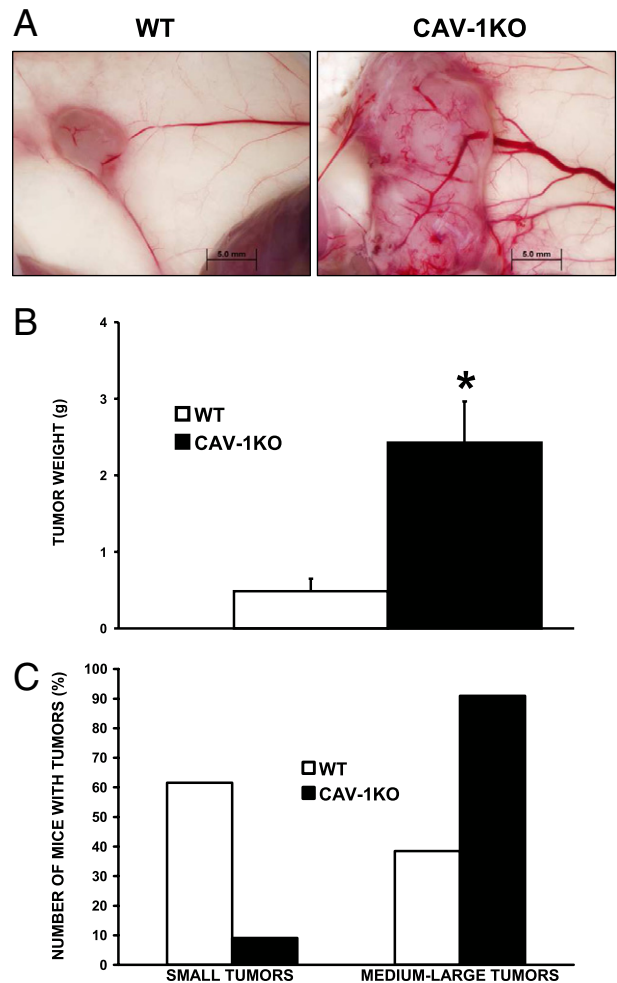 A
WT
CAV-1KO
5.0 mm
5.0 mm
B
TUMOR WEIGHT (g)
4
3
2
1
0
WT
CAV-1KO
*
C
NUMBER OF MICE WITH TUMORS (%)
100
90
80
70
60
50
40
30
20
10
0
WT
CAV-1KO
SMALL TUMORS
MEDIUM-LARGE TUMORS